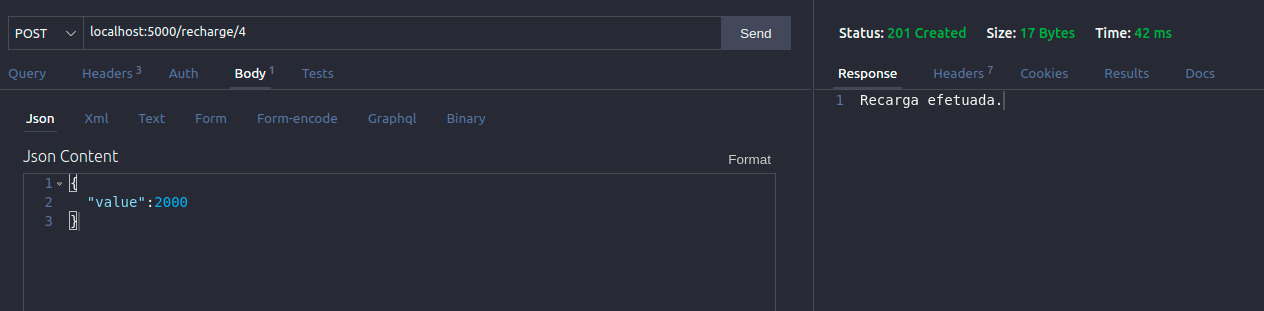 POST localhost:5000/recharge/4 Send
Query Headers 3 Auth Body 1 Tests
Json Xml Text Form Form-encode Graphql Binary
Json Content Format
1 {
2 "value":2000
3 }
Status: 201 Created Size: 17 Bytes Time: 42 ms
Response Headers 7 Cookies Results Docs
1 Recarga efetuada.